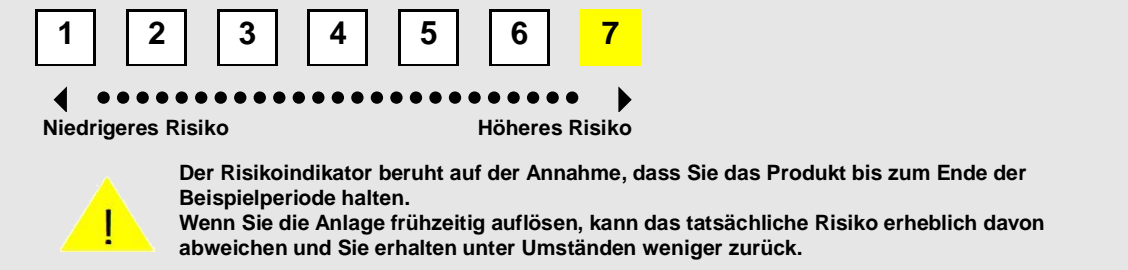 1 2 3 4 5 6 7
Niedrigeres Risiko Höheres Risiko
Der Risikoindikator beruht auf der Annahme, dass Sie das Produkt bis zum Ende der
Beispielperiode halten.
Wenn Sie die Anlage frühzeitig auflösen, kann das tatsächliche Risiko erheblich davon
abweichen und Sie erhalten unter Umständen weniger zurück.
!